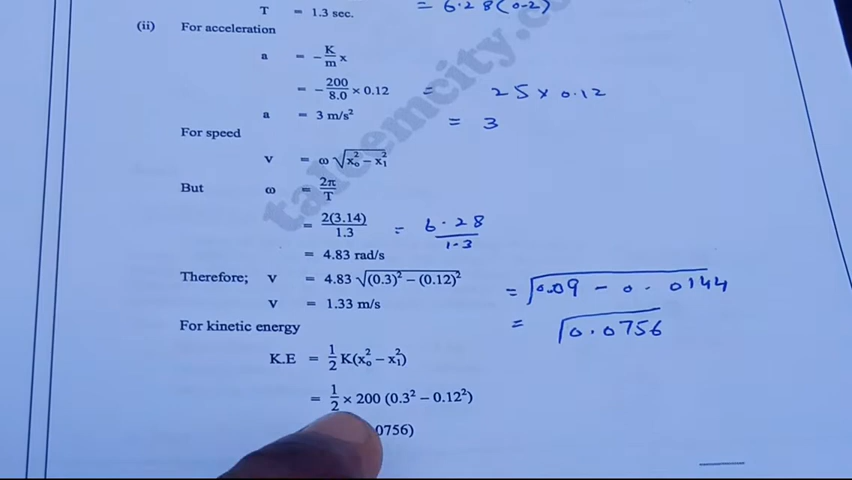 T = 1.3 sec. = 6.28(0.2)
(ii) For acceleration
a = -K/m x
= -200/8.0 × 0.12 = 25 × 0.12
a = 3 m/s² = 3
For speed
v = ω √(x₀² - x₁²)
But ω = 2π/T
= 2(3.14)/1.3 = 6.28/1.3
= 4.83 rad/s
Therefore; v = 4.83 √((0.3)² - (0.12)²) = √(0.09 - 0.0144
v = 1.33 m/s = √0.0756
For kinetic energy
K.E = 1/2 K(x₀² - x₁²)
= 1/2 × 200 (0.3² - 0.12²)
0756)
taleemcity.co